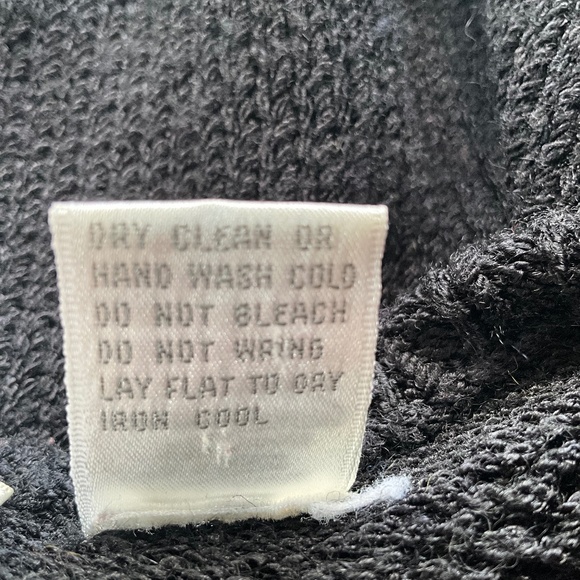 DRY CLEAN OR
HAND WASH COLD
DO NOT BLEACH
DO NOT WRING
LAY FLAT TO DRY
IRON COOL